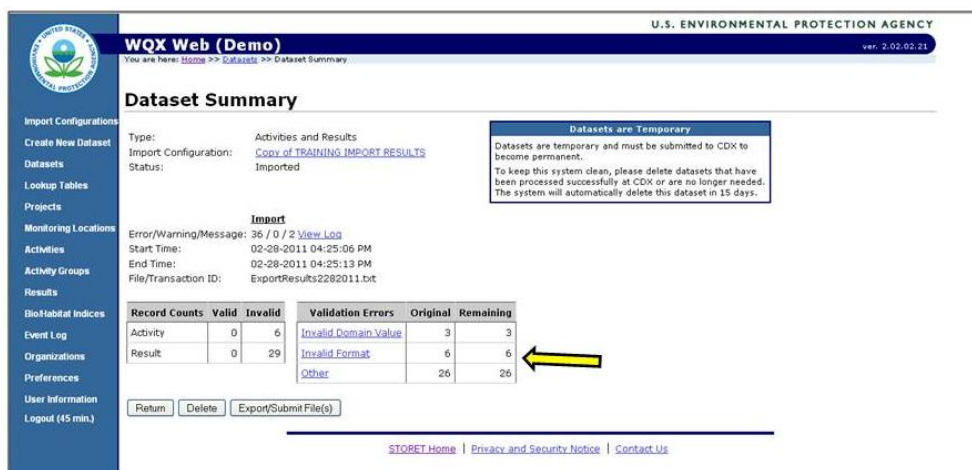 U.S. ENVIRONMENTAL PROTECTION AGENCY
UNITED STATES
ENVIRONMENTAL PROTECTION AGENCY
WQX Web (Demo)
ver. 2.02.02.21
You are here: Home >> Datasets >> Dataset Summary
Dataset Summary
Import Configurations
Create New Dataset
Datasets
Lookup Tables
Projects
Monitoring Locations
Activities
Activity Groups
Results
Bio/Habitat Indices
Event Log
Organizations
Preferences
User Information
Logout (45 min.)
Type: Activities and Results
Import Configuration: Copy of TRAINING IMPORT RESULTS
Status: Imported
Datasets are Temporary
Datasets are temporary and must be submitted to CDX to
become permanent.
To keep this system clean, please delete datasets that have
been processed successfully at CDX or are no longer needed.
The system will automatically delete this dataset in 15 days.
Import
Error/Warning/Message: 36 / 0 / 2 View Log
Start Time: 02-28-2011 04:25:06 PM
End Time: 02-28-2011 04:25:13 PM
File/Transaction ID: ExportResults2282011.txt
Record Counts Valid Invalid
Activity 0 6
Result 0 29
Validation Errors Original Remaining
Invalid Domain Value 3 3
Invalid Format 6 6
Other 26 26
Return Delete Export/Submit File(s)
STORET Home | Privacy and Security Notice | Contact Us